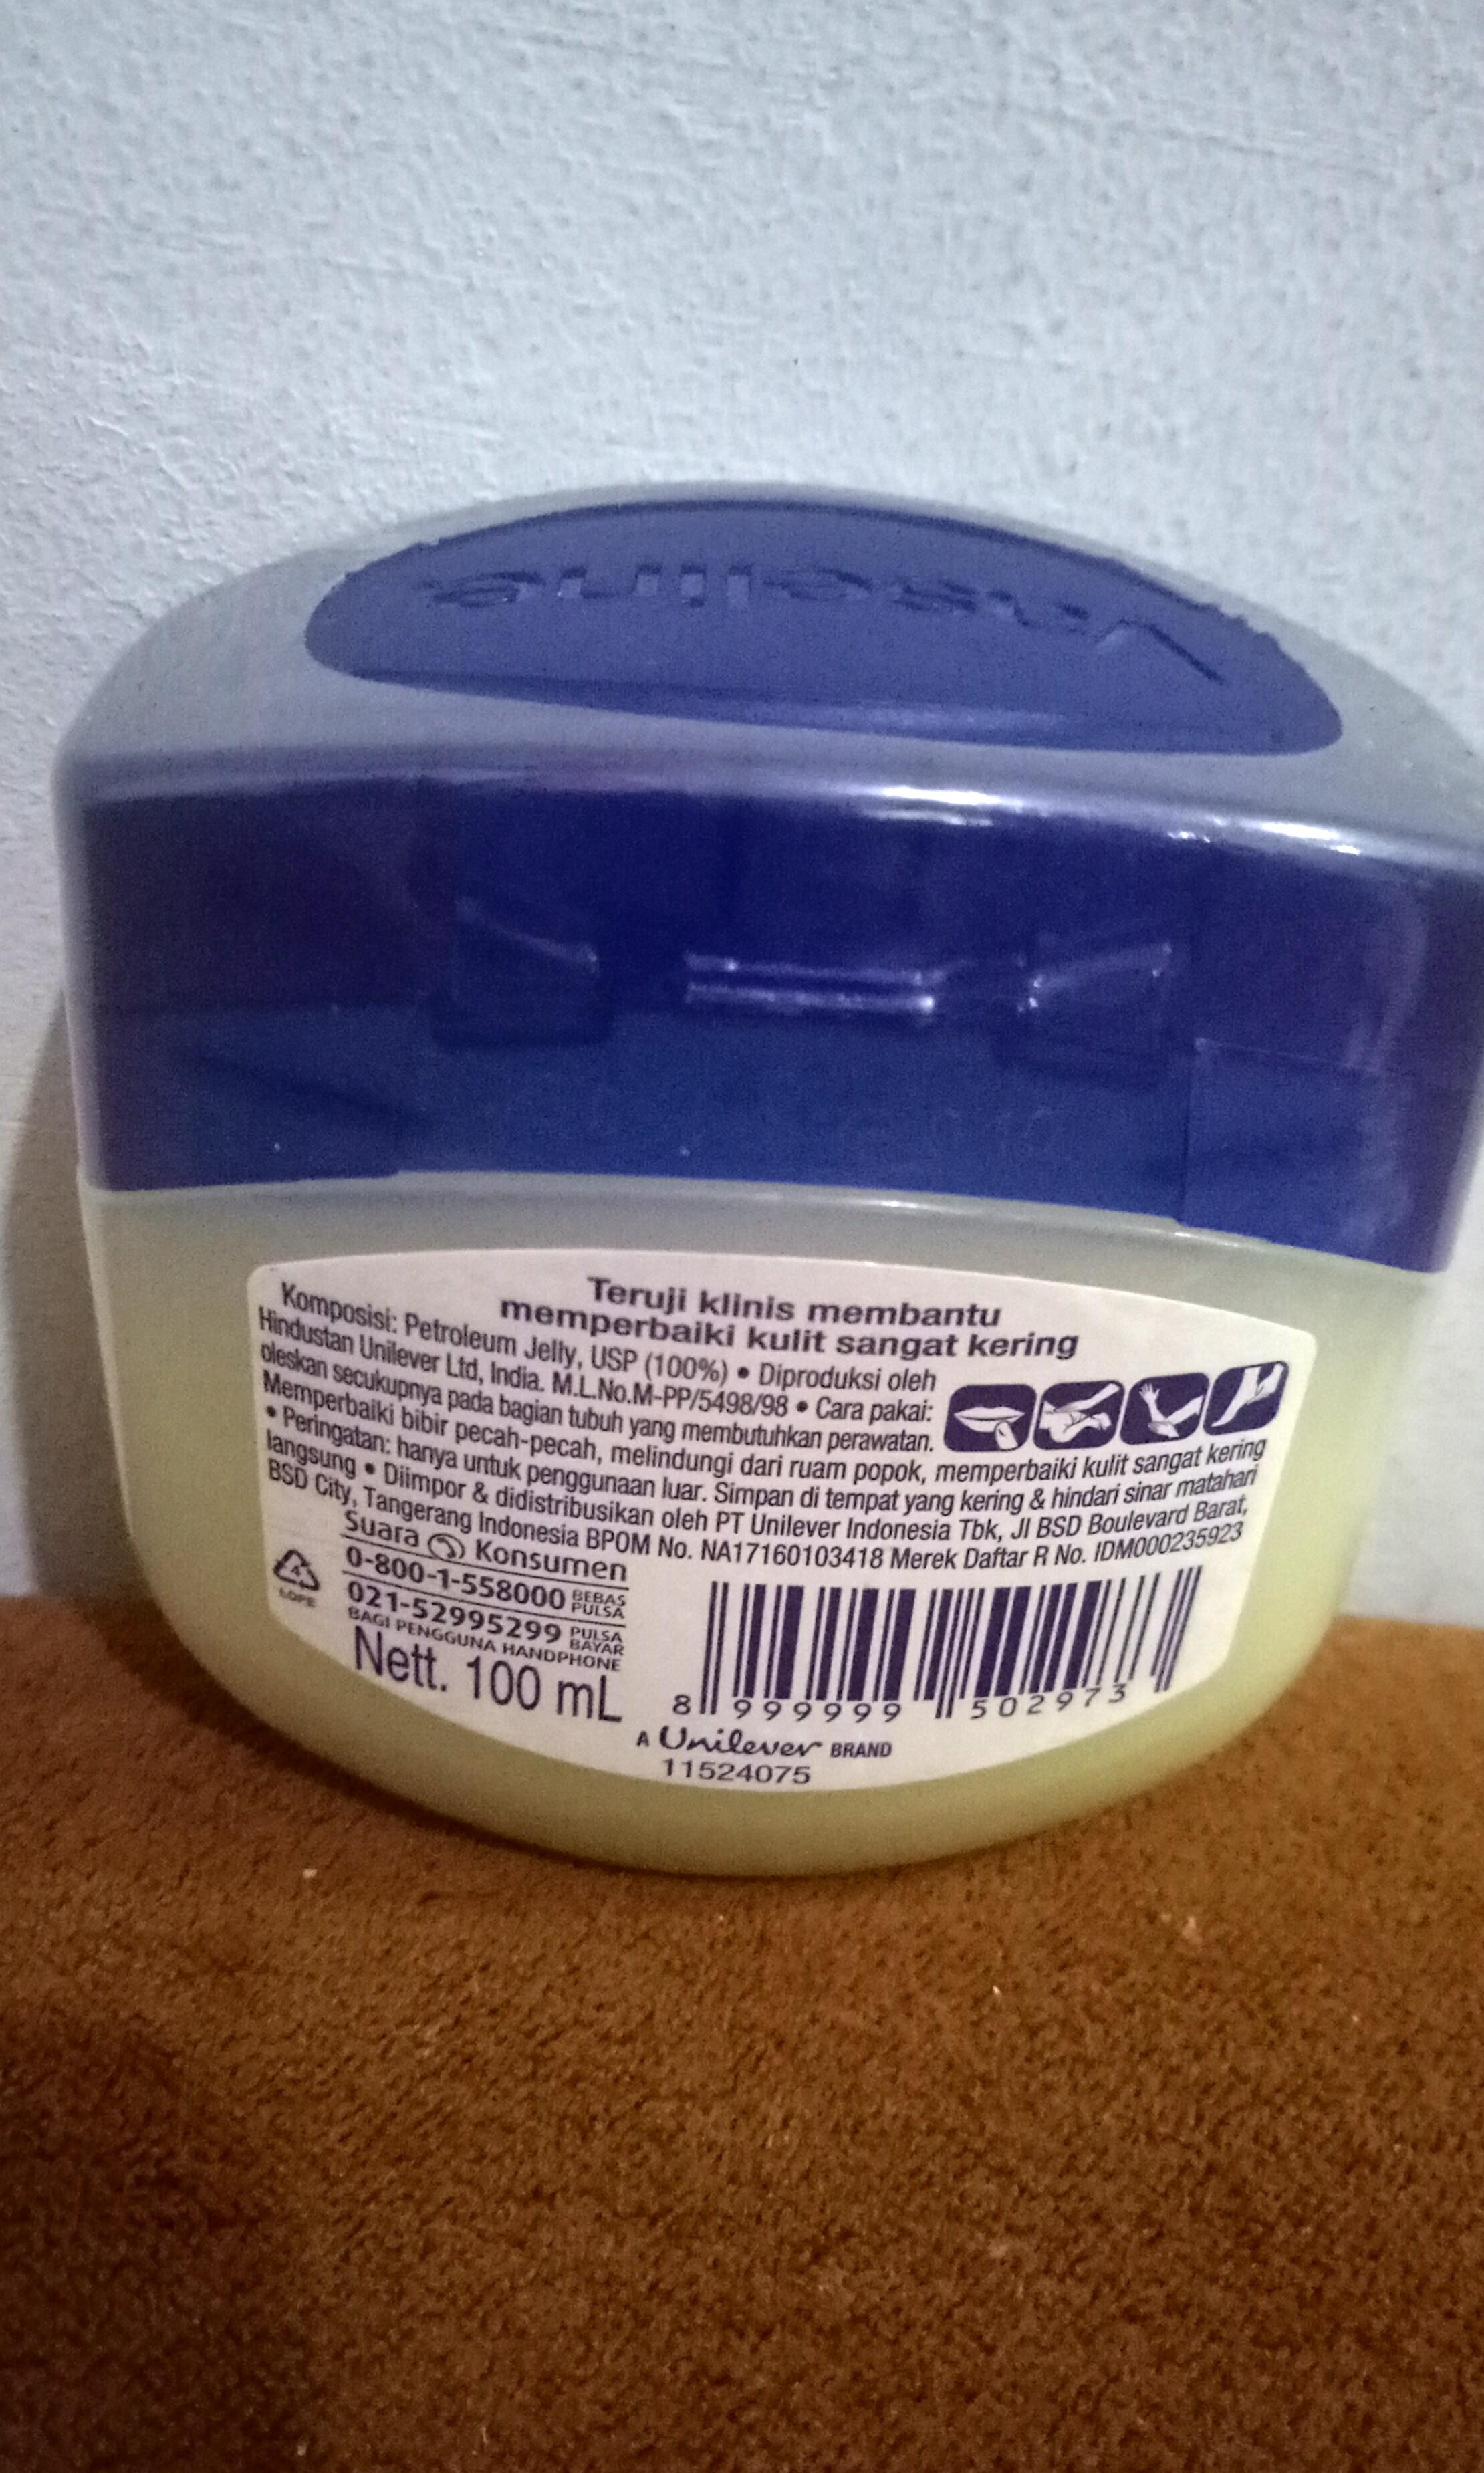 Vaseline
Teruji klinis membantu
memperbaiki kulit sangat kering
Komposisi: Petroleum Jelly, USP (100%) • Diproduksi oleh
Hindustan Unilever Ltd, India. M.L.No.M-PP/5498/98 • Cara pakai:
oleskan secukupnya pada bagian tubuh yang membutuhkan perawatan.
Memperbaiki bibir pecah-pecah, melindungi dari ruam popok, memperbaiki kulit sangat kering
• Peringatan: hanya untuk penggunaan luar. Simpan di tempat yang kering & hindari sinar matahari
langsung • Diimpor & didistribusikan oleh PT Unilever Indonesia Tbk, Jl BSD Boulevard Barat,
BSD City, Tangerang Indonesia BPOM No. NA17160103418 Merek Daftar R No. IDM000235923
Suara Konsumen
0-800-1-558000 BEBAS PULSA
021-52995299 PULSA BAYAR
BAGI PENGGUNA HANDPHONE
4
LDPE
Nett. 100 mL
8 999999 502973
A Unilever BRAND
11524075